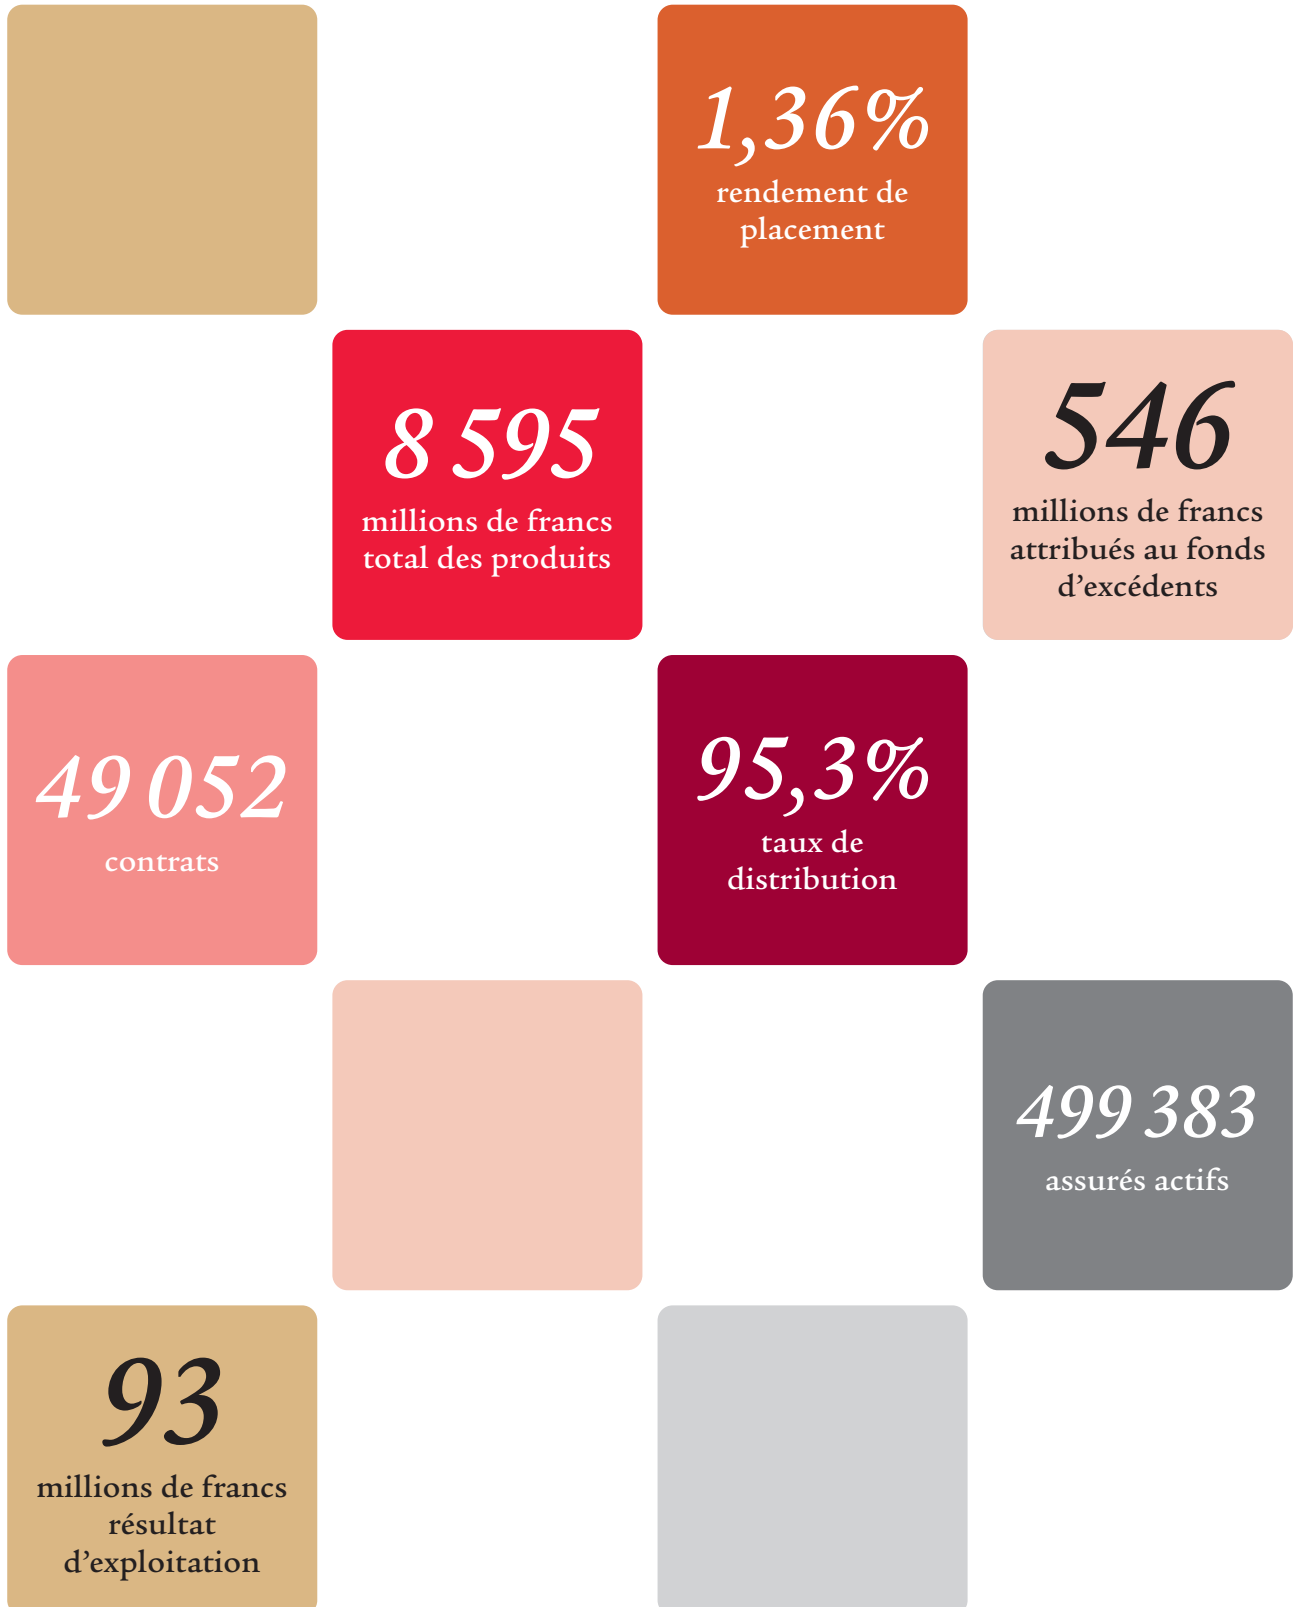 1,36%
rendement de
placement
8 595
millions de francs
total des produits
546
millions de francs
attribués au fonds
d’excédents
49 052
contrats
95,3%
taux de
distribution
499 383
assurés actifs
93
millions de francs
résultat
d’exploitation